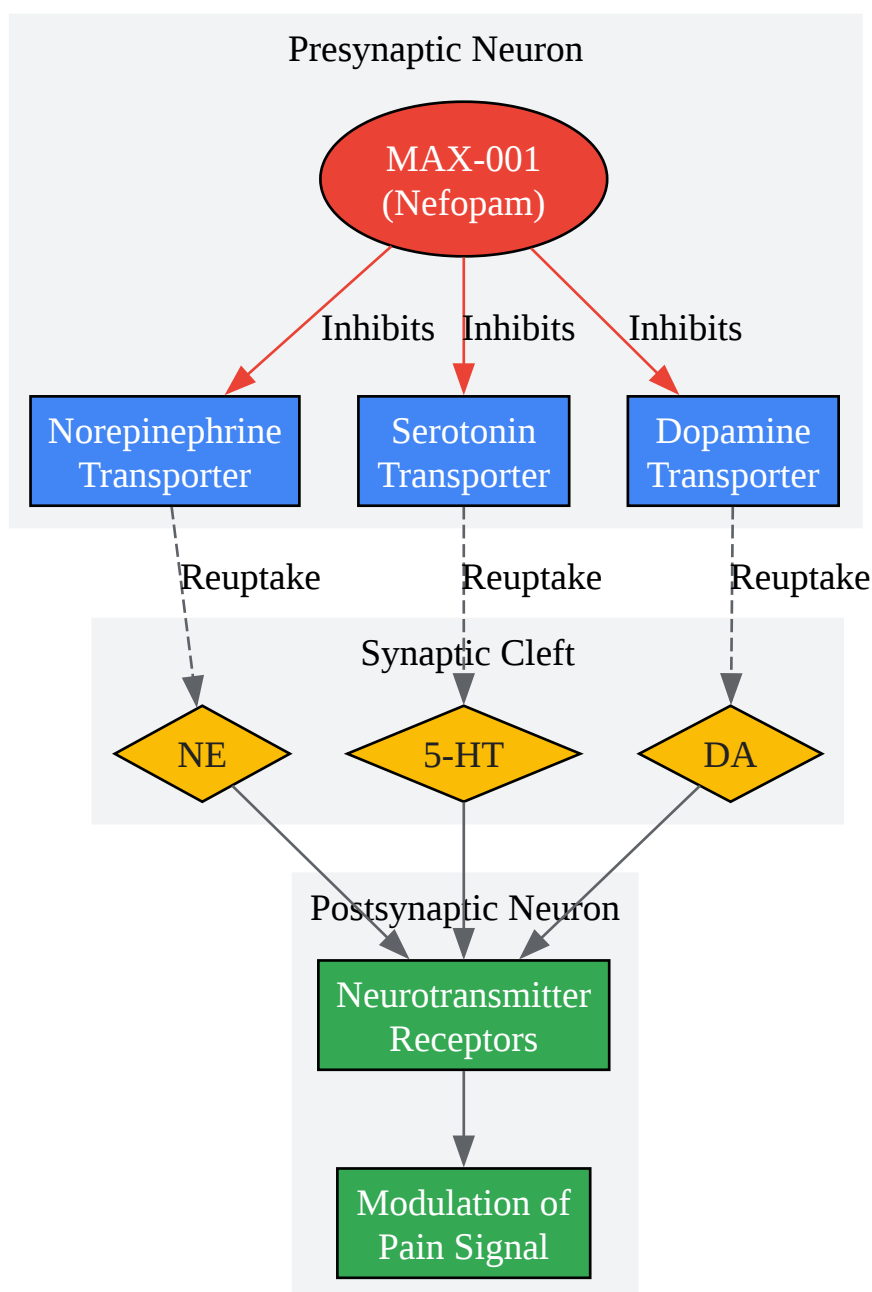 Presynaptic Neuron
MAX-001
(Nefopam)
Inhibits
Inhibits
Inhibits
Norepinephrine
Transporter
Serotonin
Transporter
Dopamine
Transporter
Reuptake
Reuptake
Reuptake
Synaptic Cleft
NE
5-HT
DA
Postsynaptic Neuron
Neurotransmitter
Receptors
Modulation of
Pain Signal